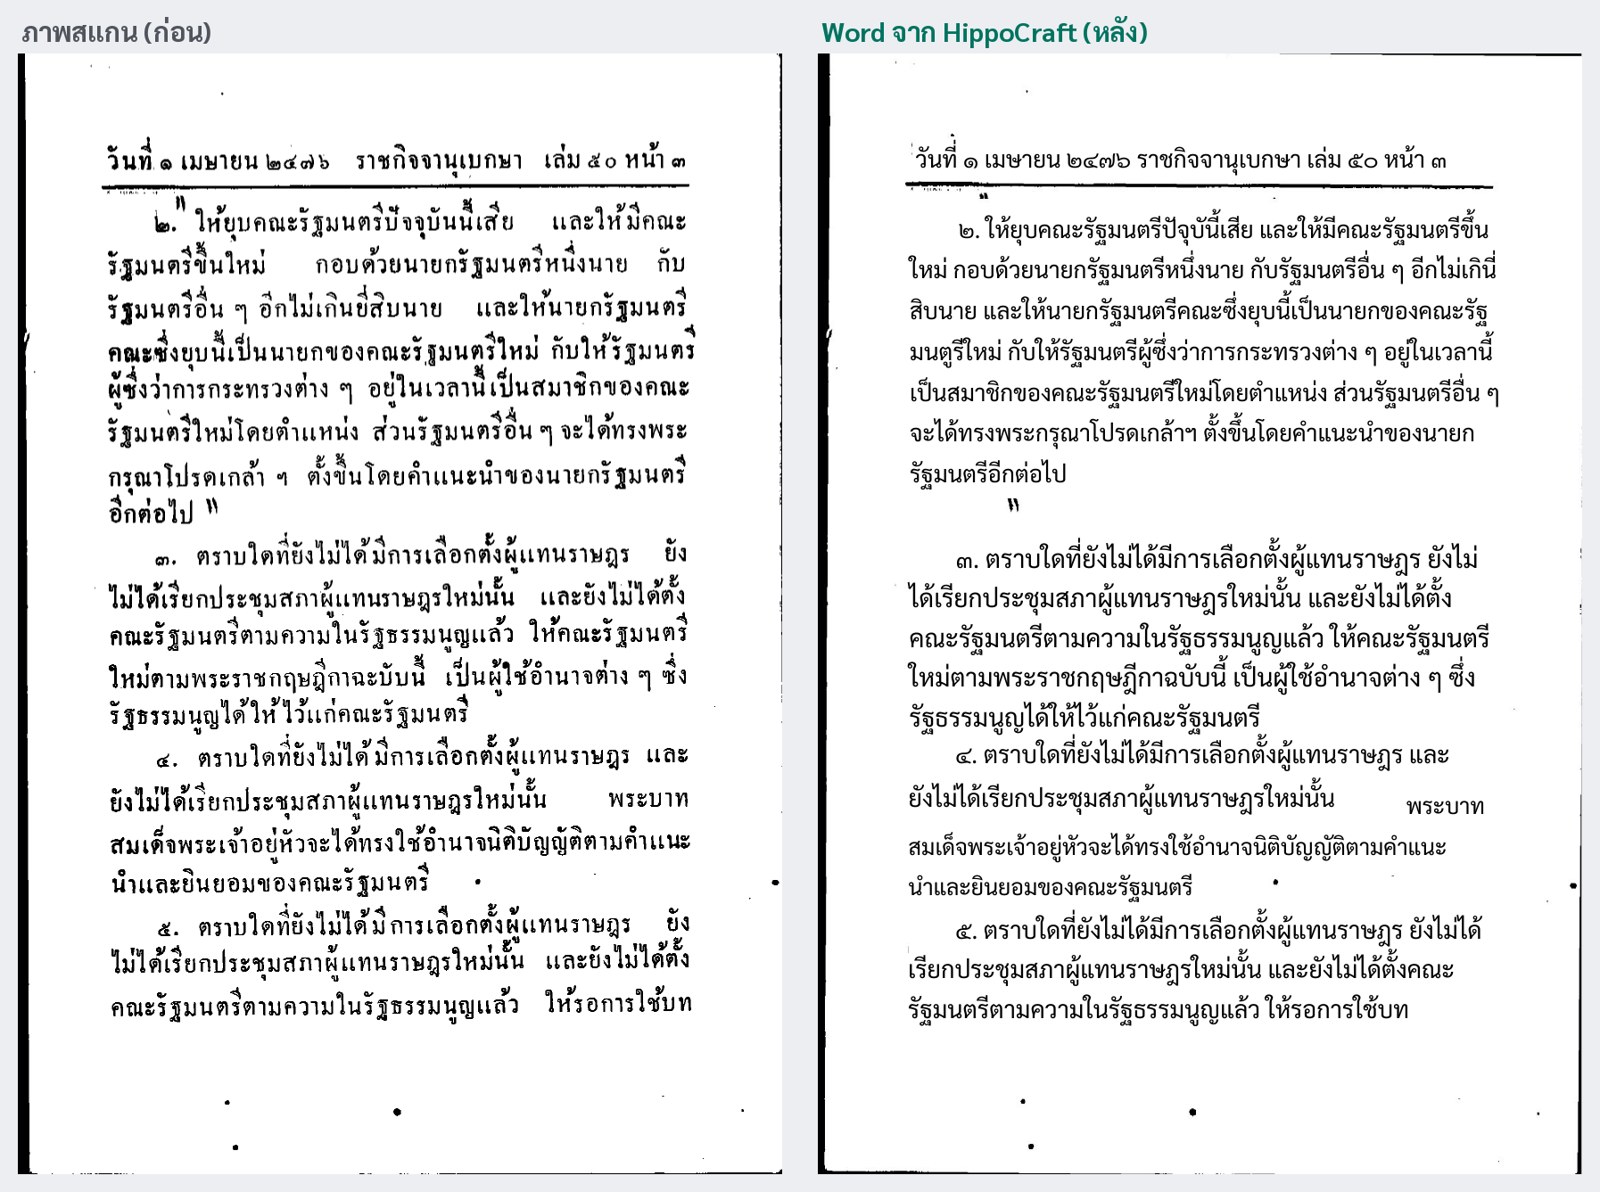 ภาพสแกน (ก่อน)
วันที่ ๑ เมษายน ๒๔๗๖ ราชกิจจานุเบกษา เล่ม ๕๐ หน้า ๓
๒. " ให้ยุบคณะรัฐมนตรีปัจจุบันนี้เสีย และให้มีคณะ
รัฐมนตรีขึ้นใหม่ กอบด้วยนายกรัฐมนตรีหนึ่งนาย กับ
รัฐมนตรีอื่น ๆ อีกไม่เกินยี่สิบนาย และให้นายกรัฐมนตรี
คณะซึ่งยุบนี้เป็นนายกของคณะรัฐมนตรีใหม่ กับให้รัฐมนตรี
ผู้ซึ่งว่าการกระทรวงต่าง ๆ อยู่ในเวลานี้เป็นสมาชิกของคณะ
รัฐมนตรีใหม่โดยตำแหน่ง ส่วนรัฐมนตรีอื่น ๆ จะได้ทรงพระ
กรุณาโปรดเกล้า ฯ ตั้งขึ้นโดยคำแนะนำของนายกรัฐมนตรี
อีกต่อไป "
๓. ตราบใดที่ยังไม่ได้มีการเลือกตั้งผู้แทนราษฎร ยัง
ไม่ได้เรียกประชุมสภาผู้แทนราษฎรใหม่นั้น และยังไม่ได้ตั้ง
คณะรัฐมนตรีตามความในรัฐธรรมนูญแล้ว ให้คณะรัฐมนตรี
ใหม่ตามพระราชกฤษฎีกาฉะบับนี้ เป็นผู้ใช้อำนาจต่าง ๆ ซึ่ง
รัฐธรรมนูญได้ให้ไว้แก่คณะรัฐมนตรี
๔. ตราบใดที่ยังไม่ได้มีการเลือกตั้งผู้แทนราษฎร และ
ยังไม่ได้เรียกประชุมสภาผู้แทนราษฎรใหม่นั้น พระบาท
สมเด็จพระเจ้าอยู่หัวจะได้ทรงใช้อำนาจนิติบัญญัติตามคำแนะ
นำและยินยอมของคณะรัฐมนตรี
๕. ตราบใดที่ยังไม่ได้มีการเลือกตั้งผู้แทนราษฎร ยัง
ไม่ได้เรียกประชุมสภาผู้แทนราษฎรใหม่นั้น และยังไม่ได้ตั้ง
คณะรัฐมนตรีตามความในรัฐธรรมนูญแล้ว ให้รอการใช้บท
Word จาก HippoCraft (หลัง)
วันที่ ๑ เมษายน ๒๔๗๖ ราชกิจจานุเบกษา เล่ม ๕๐ หน้า ๓
"
๒. ให้ยุบคณะรัฐมนตรีปัจุบันี้เสีย และให้มีคณะรัฐมนตรีขึ้น
ใหม่ กอบด้วยนายกรัฐมนตรีหนึ่งนาย กับรัฐมนตรีอื่น ๆ อีกไม่เกินี่
สิบนาย และให้นายกรัฐมนตรีคณะซึ่งยุบนี้เป็นนายกของคณะรัฐ
มนตูรีใหม่ กับให้รัฐมนตรีผู้ซึ่งว่าการกระทรวงต่าง ๆ อยู่ในเวลานี้
เป็นสมาชิกของคณะรัฐมนตรีใหม่โดยตำแหน่ง ส่วนรัฐมนตรีอื่น ๆ
จะได้ทรงพระกรุณาโปรดเกล้าฯ ตั้งขึ้นโดยคำแนะนำของนายก
รัฐมนตรีอีกต่อไป
"
๓. ตราบใดที่ยังไม่ได้มีการเลือกตั้งผู้แทนราษฎร ยังไม่
ได้เรียกประชุมสภาผู้แทนราษฎรใหม่นั้น และยังไม่ได้ตั้ง
คณะรัฐมนตรีตามความในรัฐธรรมนูญแล้ว ให้คณะรัฐมนตรี
ใหม่ตามพระราชกฤษฎีกาฉบับนี้ เป็นผู้ใช้อำนาจต่าง ๆ ซึ่ง
รัฐธรรมนูญได้ให้ไว้แก่คณะรัฐมนตรี
๔. ตราบใดที่ยังไม่ได้มีการเลือกตั้งผู้แทนราษฎร และ
ยังไม่ได้เรียกประชุมสภาผู้แทนราษฎรใหม่นั้น พระบาท
สมเด็จพระเจ้าอยู่หัวจะได้ทรงใช้อำนาจนิติบัญญัติตามคำแนะ
นำและยินยอมของคณะรัฐมนตรี
๕. ตราบใดที่ยังไม่ได้มีการเลือกตั้งผู้แทนราษฎร ยังไม่ได้
เรียกประชุมสภาผู้แทนราษฎรใหม่นั้น และยังไม่ได้ตั้งคณะ
รัฐมนตรีตามความในรัฐธรรมนูญแล้ว ให้รอการใช้บท